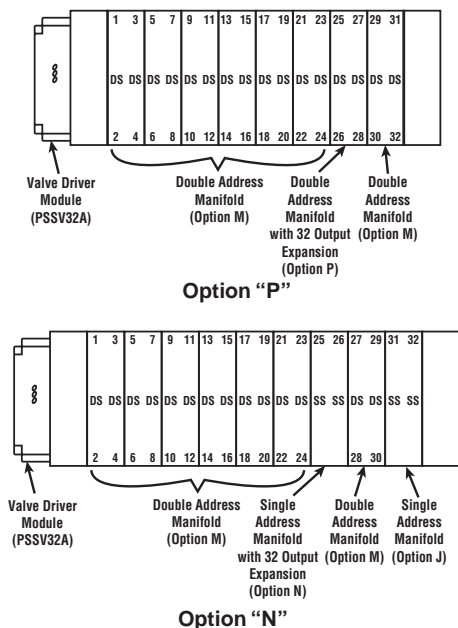 1 3 5 7 9 11 13 15 17 19 21 23 25 27 29 31
DS DS DS DS DS DS DS DS DS DS DS DS DS DS DS DS
2 4 6 8 10 12 14 16 18 20 22 24 26 28 30 32
Valve Driver
Module
(PSSV32A)
Double Address
Manifold
(Option M)
Double
Address
Manifold
with 32 Output
Expansion
(Option P)
Double
Address
Manifold
(Option M)
Option “P”
1 3 5 7 9 11 13 15 17 19 21 23 25 26 27 29 31 32
DS DS DS DS DS DS DS DS DS DS DS DS SS SS DS DS SS SS
2 4 6 8 10 12 14 16 18 20 22 24 28 30
Valve Driver
Module
(PSSV32A)
Double Address
Manifold
(Option M)
Single
Address
Manifold
with 32 Output
Expansion
(Option N)
Double
Address
Manifold
(Option M)
Single
Address
Manifold
(Option J)
Option “N”